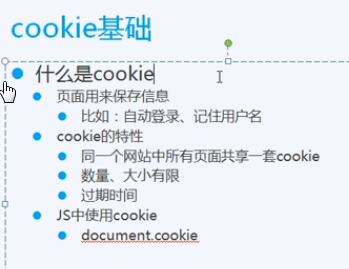 cookie基础
什么是cookie
页面用来保存信息
比如：自动登录、记住用户名
cookie的特性
同一个网站中所有页面共享一套cookie
数量、大小有限
过期时间
JS中使用cookie
document.cookie